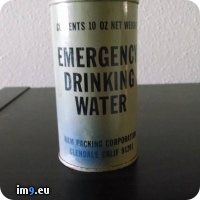 CONTENTS 10 OZ. NET WEIGHT
EMERGENCY
DRINKING
WATER
PACKING CORPORATION
GLENDALE CALIF
im9.eu